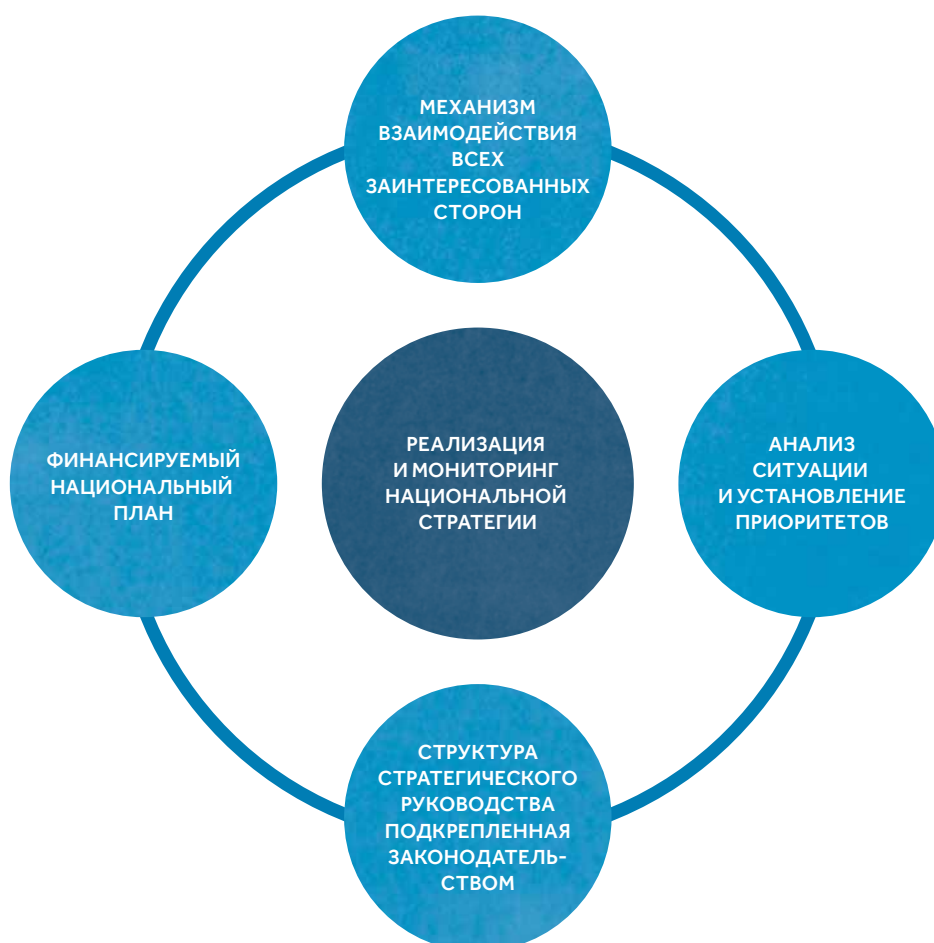 МЕХАНИЗМ
ВЗАИМОДЕЙСТВИЯ
ВСЕХ
ЗАИНТЕРЕСОВАННЫХ
СТОРОН
ФИНАНСИРУЕМЫЙ
НАЦИОНАЛЬНЫЙ
ПЛАН
РЕАЛИЗАЦИЯ
И МОНИТОРИНГ
НАЦИОНАЛЬНОЙ
СТРАТЕГИИ
АНАЛИЗ
СИТУАЦИИ
И УСТАНОВЛЕНИЕ
ПРИОРИТЕТОВ
СТРУКТУРА
СТРАТЕГИЧЕСКОГО
РУКОВОДСТВА
ПОДКРЕПЛЕННАЯ
ЗАКОНОДАТЕЛЬ-
СТВОМ